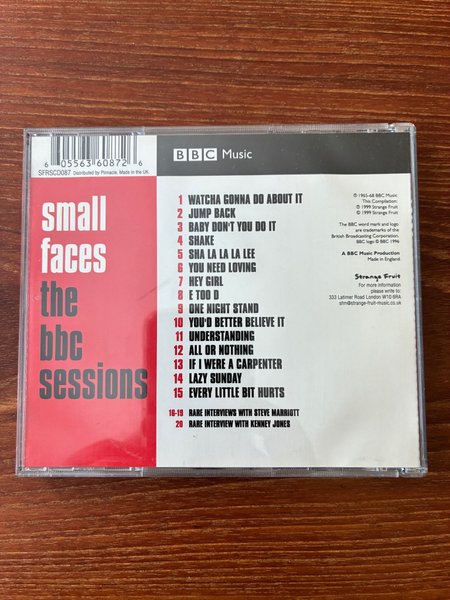 6 05563 60872 6
SFRSCD087 Distributed by Pinnacle. Made in the UK.
BBC Music
small
faces
the
bbc
sessions
1 WATCHA GONNA DO ABOUT IT
2 JUMP BACK
3 BABY DON'T YOU DO IT
4 SHAKE
5 SHA LA LA LA LEE
6 YOU NEED LOVING
7 HEY GIRL
8 E TOO D
9 ONE NIGHT STAND
10 YOU'D BETTER BELIEVE IT
11 UNDERSTANDING
12 ALL OR NOTHING
13 IF I WERE A CARPENTER
14 LAZY SUNDAY
15 EVERY LITTLE BIT HURTS
16-19 RARE INTERVIEWS WITH STEVE MARRIOTT
20 RARE INTERVIEW WITH KENNEY JONES
℗ 1965-68 BBC Music
This Compilation:
℗ 1999 Strange Fruit
© 1999 Strange Fruit
The BBC word mark and logo
are trademarks of the
British Broadcasting Corporation.
BBC logo © BBC 1996
A BBC Music Production
Made in England.
Strange Fruit
For more information
please write to:
333 Latimer Road London W10 6RA
sfm@strange-fruit-music.co.uk